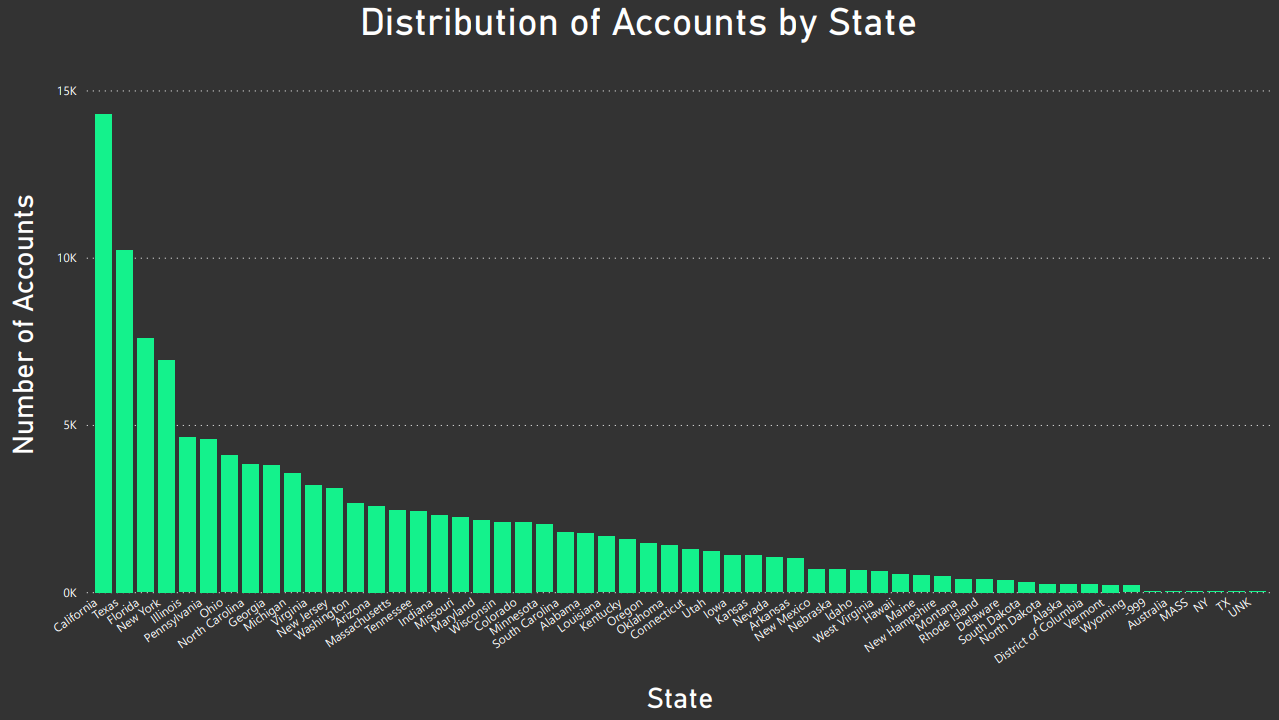 Distribution of Accounts by State
15K
10K
5K
0K
Number of Accounts
California
Texas
Florida
New York
Illinois
Pennsylvania
Ohio
North Carolina
Georgia
Michigan
Virginia
New Jersey
Washington
Arizona
Massachusetts
Tennessee
Indiana
Missouri
Maryland
Wisconsin
Colorado
Minnesota
South Carolina
Alabama
Louisiana
Kentucky
Oregon
Oklahoma
Connecticut
Utah
Iowa
Kansas
Nevada
Arkansas
New Mexico
Nebraska
Idaho
West Virginia
Hawaii
Maine
New Hampshire
Montana
Rhode Island
Delaware
South Dakota
North Dakota
Alaska
District of Columbia
Vermont
Wyoming
-999
Australia
MASS
NY
TX
UNK
State